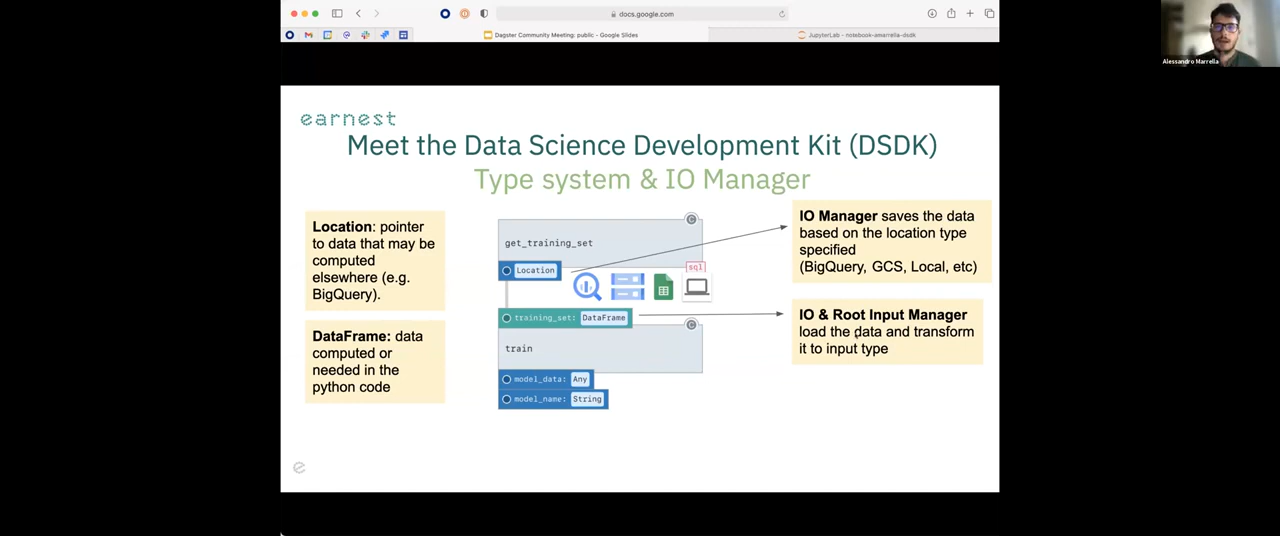 docs.google.com
Dagster Community Meeting: public - Google Slides
JupyterLab - notebook-amarrella-dsdk
Alessandro Marrella
earnest
Meet the Data Science Development Kit (DSDK)
Type system & IO Manager
Location: pointer
to data that may be
computed
elsewhere (e.g.
BigQuery).
DataFrame: data
computed or
needed in the
python code
get_training_set
Location
sql
training_set: DataFrame
train
model_data: Any
model_name: String
IO Manager saves the data
based on the location type
specified
(BigQuery, GCS, Local, etc)
IO & Root Input Manager
load the data and transform
it to input type